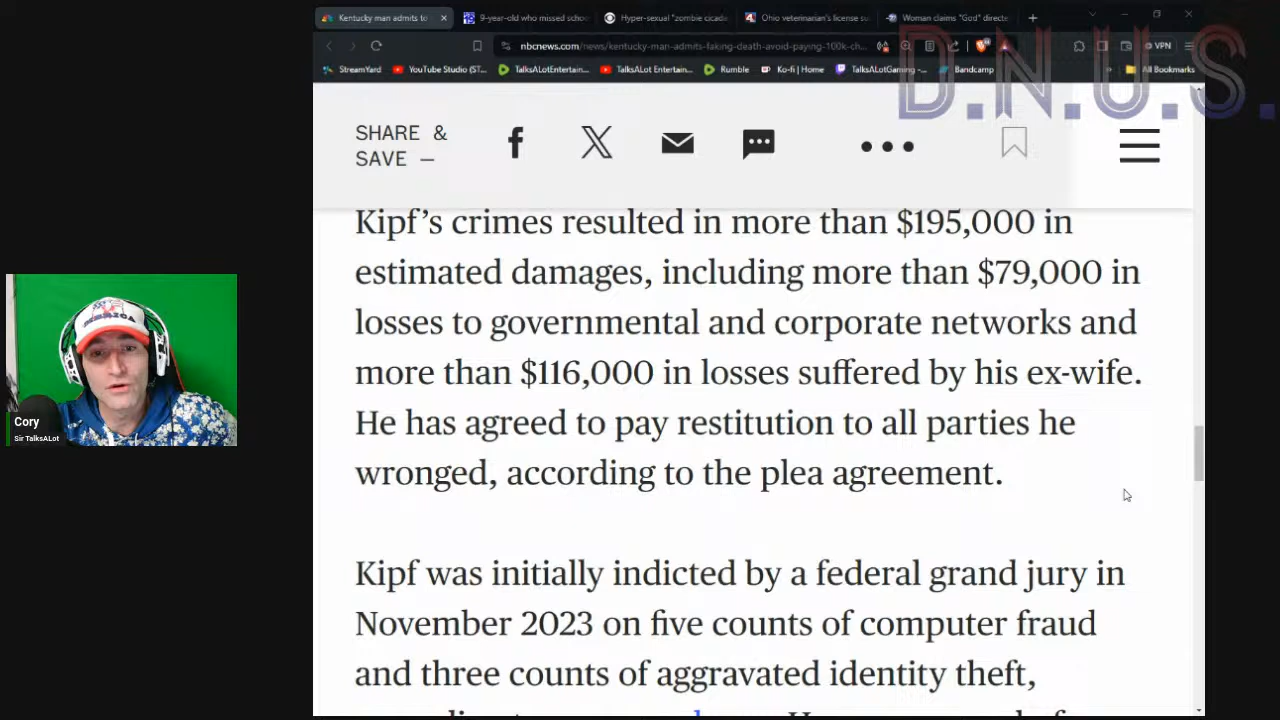 Kentucky man admits to
9-year-old who missed schoo
Hyper-sexual "zombie cicada
Ohio veterinarian's license su
Woman claims "God" directe
nbcnews.com/news/kentucky-man-admits-faking-death-avoid-paying-100k-ch...
VPN
StreamYard
YouTube Studio (ST...
TalksALotEntertain...
TalksALot Entertain...
Rumble
Ko-fi | Home
TalksALotGaming -...
Bandcamp
All Bookmarks
D.N.U.S.
SHARE &
SAVE —
Kipf’s crimes resulted in more than $195,000 in
estimated damages, including more than $79,000 in
losses to governmental and corporate networks and
more than $116,000 in losses suffered by his ex-wife.
He has agreed to pay restitution to all parties he
wronged, according to the plea agreement.
Kipf was initially indicted by a federal grand jury in
November 2023 on five counts of computer fraud
and three counts of aggravated identity theft,
Cory
Sir TalksALot